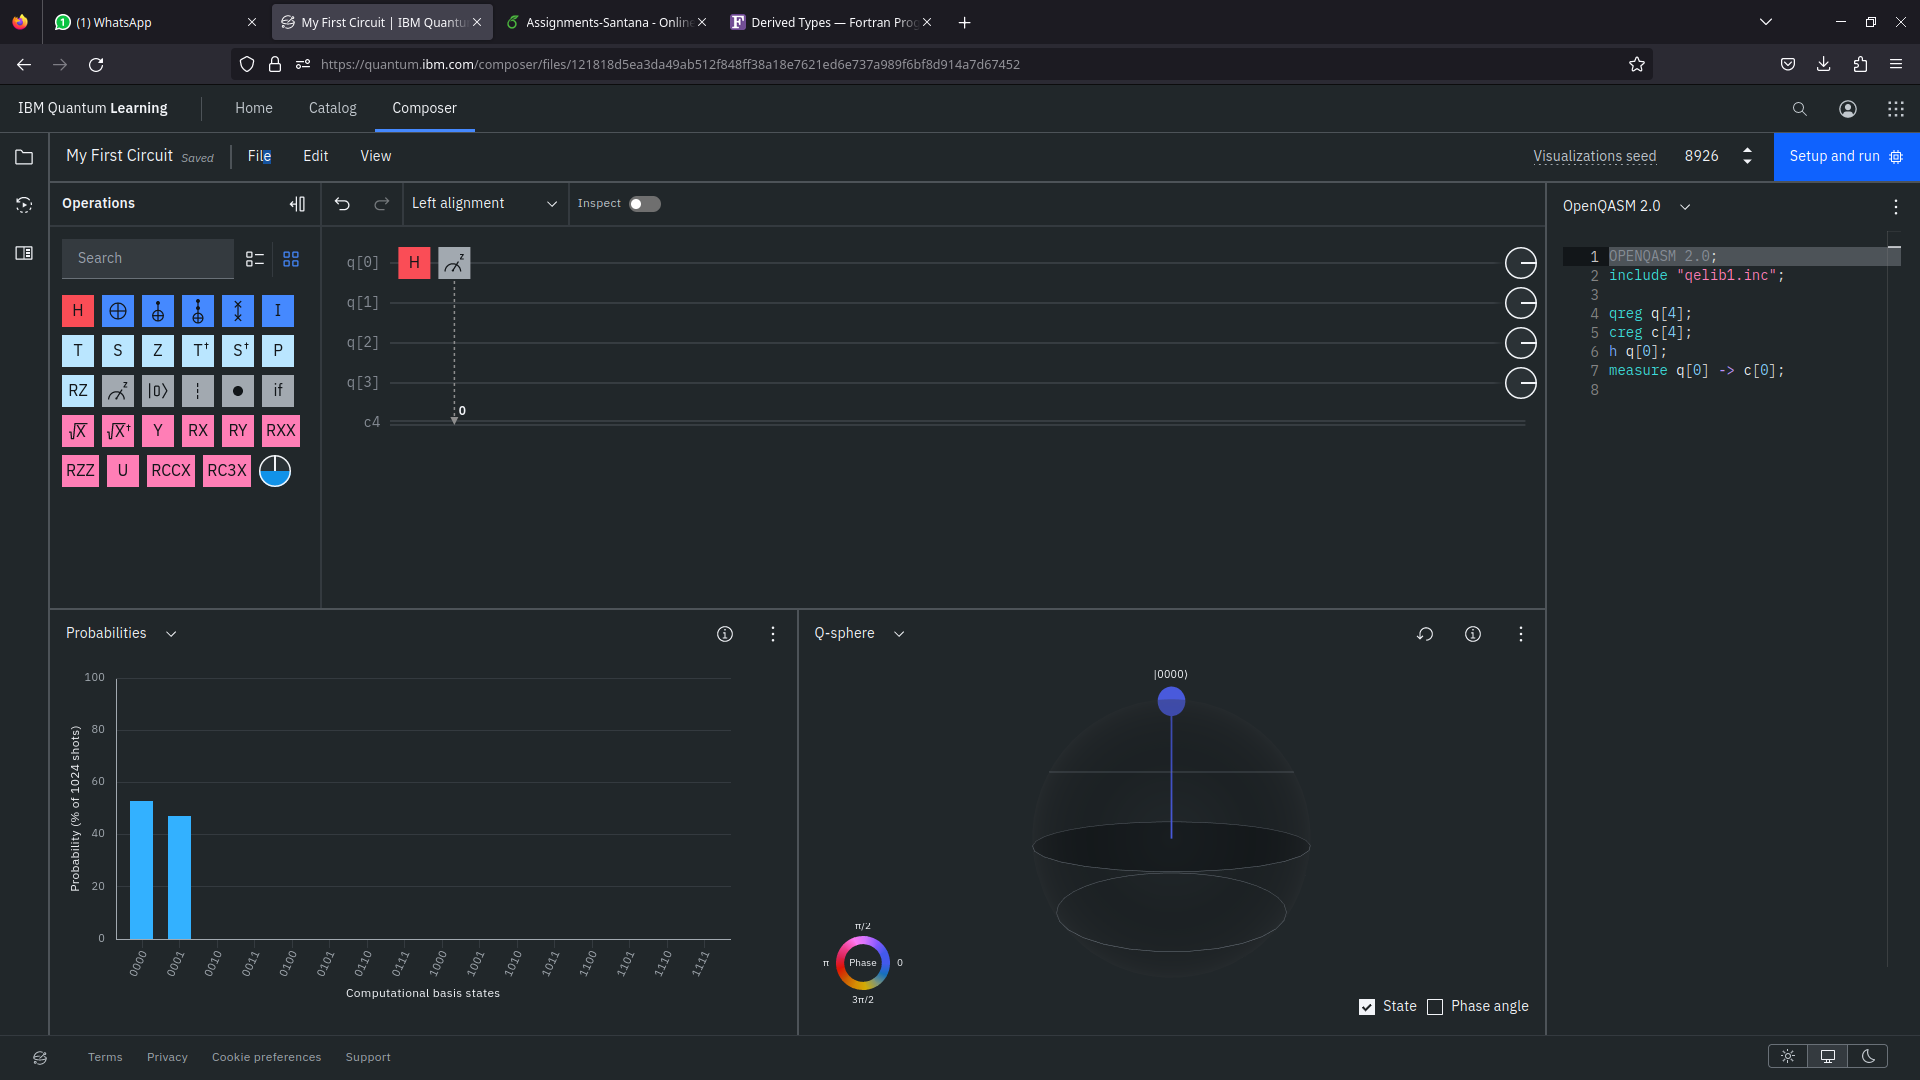 (1) WhatsApp
My First Circuit | IBM Quantu
Assignments-Santana - Onlin
Derived Types — Fortran Prog
https://quantum.ibm.com/composer/files/121818d5ea3da49ab512f848ff38a18e7621ed6e737a989f6bf8d914a7d67452
IBM Quantum Learning
Home
Catalog
Composer
My First Circuit Saved
File
Edit
View
Visualizations seed
8926
Setup and run
Operations
Left alignment
Inspect
Search
H
I
T S Z T† S† P
RZ z |0⟩ if
√X √X† Y RX RY RXX
RZZ U RCCX RC3X
q[0] H z
q[1]
q[2]
q[3]
0
c4
OpenQASM 2.0
1 OPENQASM 2.0;
2 include "qelib1.inc";
3
4 qreg q[4];
5 creg c[4];
6 h q[0];
7 measure q[0] -> c[0];
8
Probabilities
Probability (% of 1024 shots)
100
80
60
40
20
0
0000 0001 0010 0011 0100 0101 0110 0111 1000 1001 1010 1011 1100 1101 1110 1111
Computational basis states
Q-sphere
|0000⟩
π/2
π Phase 0
3π/2
State
Phase angle
Terms
Privacy
Cookie preferences
Support